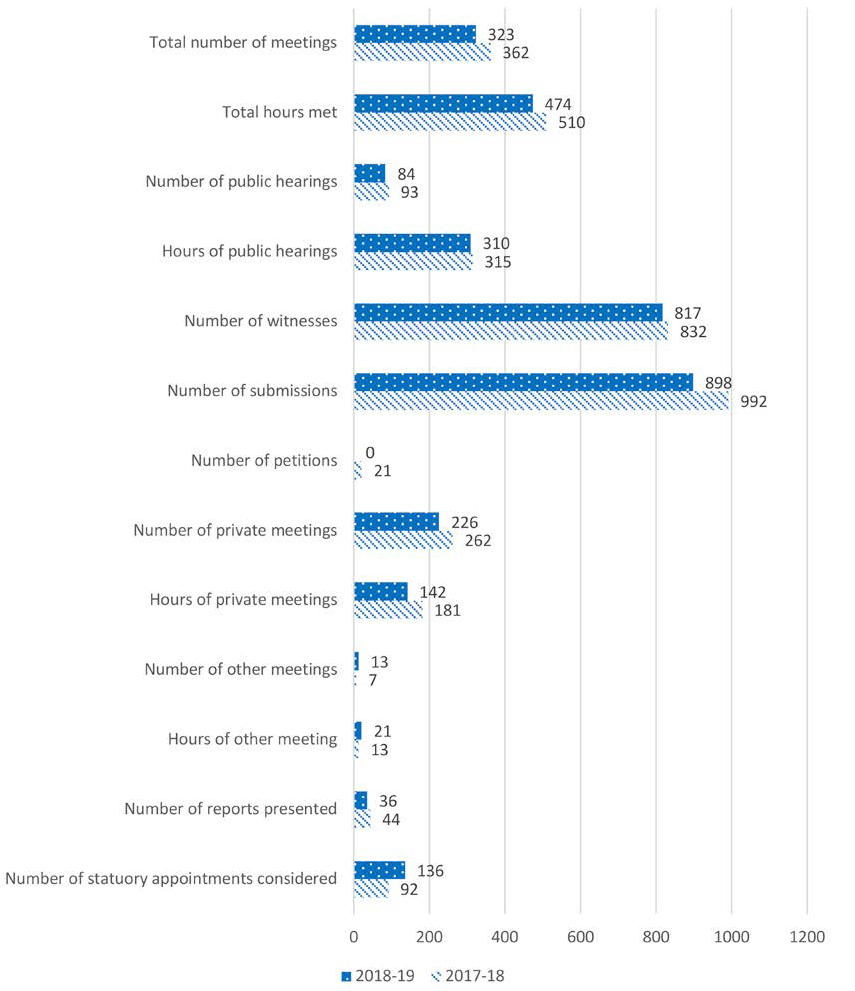 Total number of meetings 323
362
Total hours met 474
510
Number of public hearings 84
93
Hours of public hearings 310
315
Number of witnesses 817
832
Number of submissions 898
992
Number of petitions 0
21
Number of private meetings 226
262
Hours of private meetings 142
181
Number of other meetings 13
7
Hours of other meeting 21
13
Number of reports presented 36
44
Number of statuory appointments considered 136
92
0 200 400 600 800 1000 1200
2018-19 2017-18